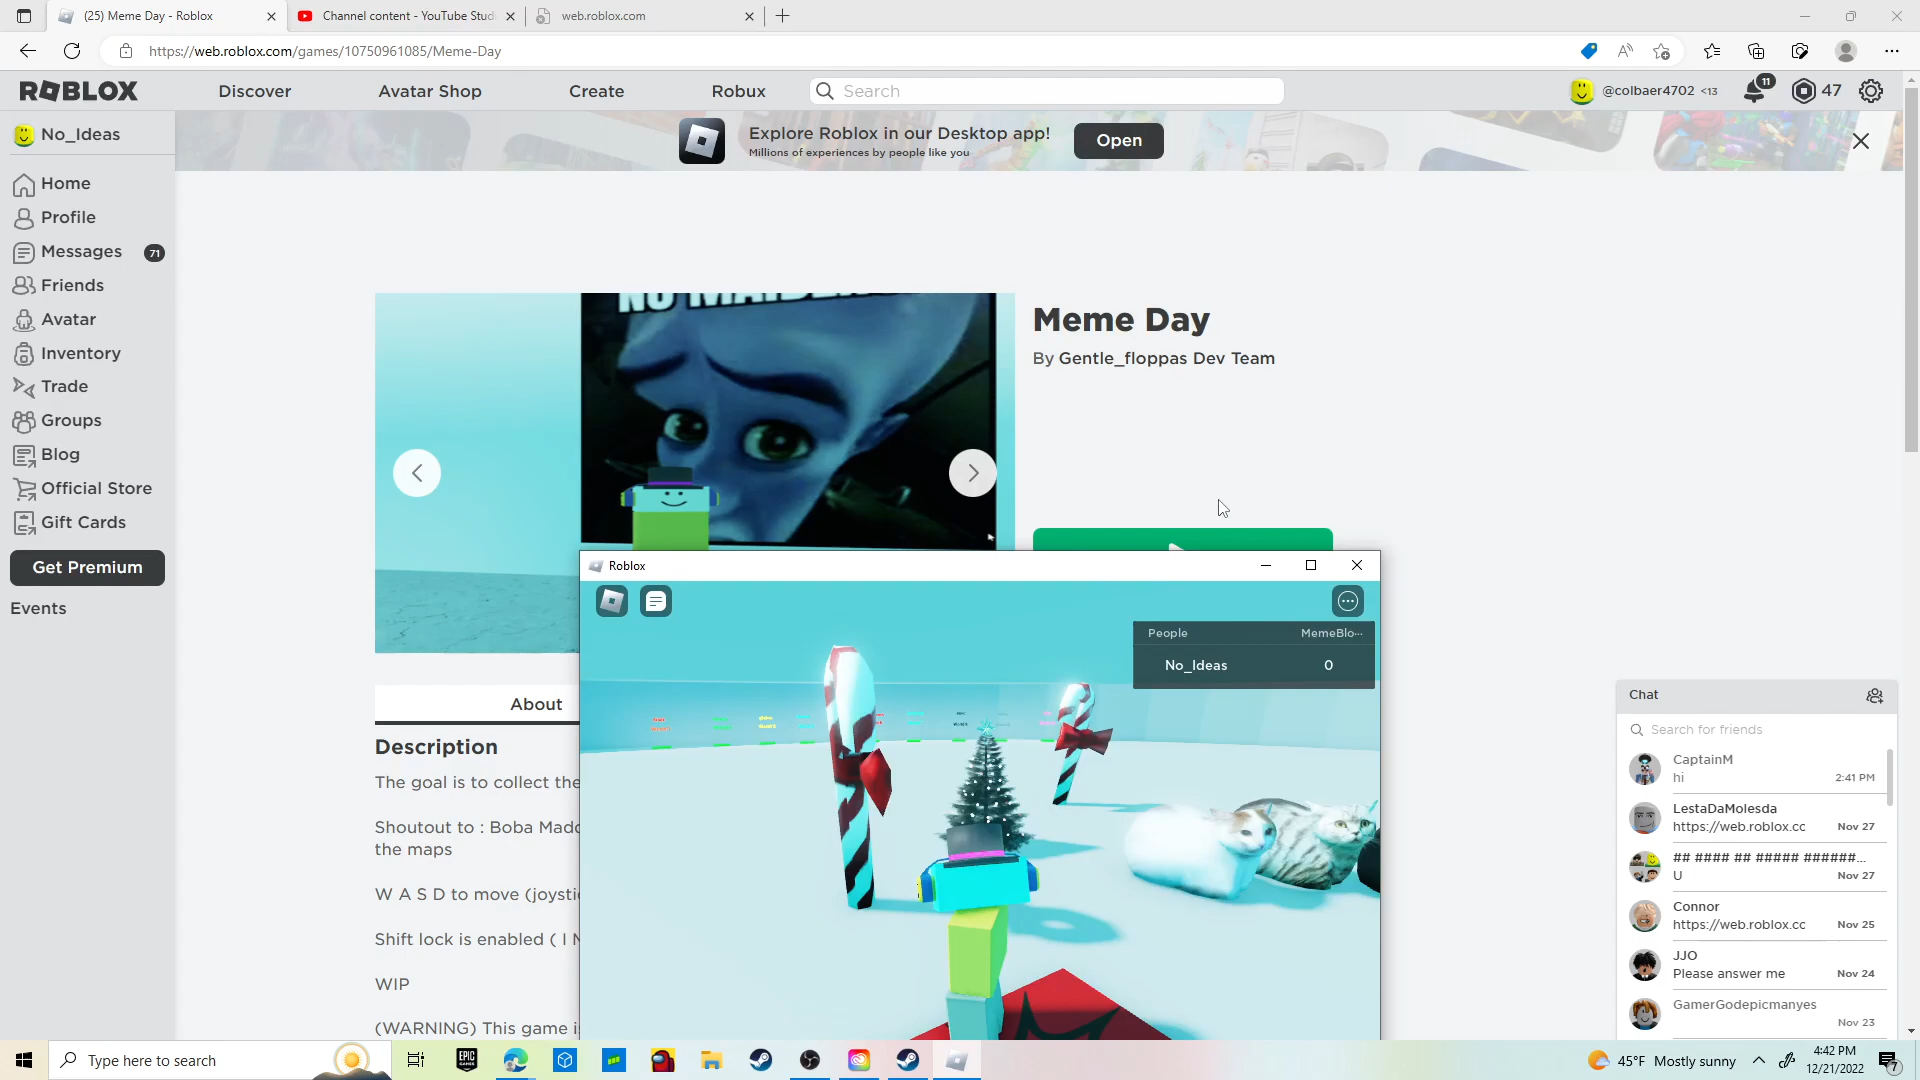 (25) Meme Day - Roblox
Channel content - YouTube Stud
web.roblox.com
https://web.roblox.com/games/10750961085/Meme-Day
ROBLOX
Discover
Avatar Shop
Create
Robux
Search
@colbaer4702 <13
11
47
No_Ideas
Explore Roblox in our Desktop app!
Millions of experiences by people like you
Open
Home
Profile
Messages 71
Friends
Avatar
Inventory
Trade
Groups
Blog
Official Store
Gift Cards
Get Premium
Events
Meme Day
By Gentle_floppas Dev Team
About
Description
The goal is to collect the
Shoutout to : Boba
the maps
W A S D to move
Shift lock is enabled ( I
WIP
(WARNING) This game
Roblox
People MemeBlo...
No_Ideas 0
Chat
Search for friends
CaptainM
hi 2:41 PM
LestaDaMolesda
https://web.roblox.cc Nov 27
## #### ## ##### ######...
U Nov 27
Connor
https://web.roblox.cc Nov 25
JJO
Please answer me Nov 24
GamerGodepicmanyes
Nov 23
Type here to search
EPIC
GAMES
45°F Mostly sunny
4:42 PM
12/21/2022
7